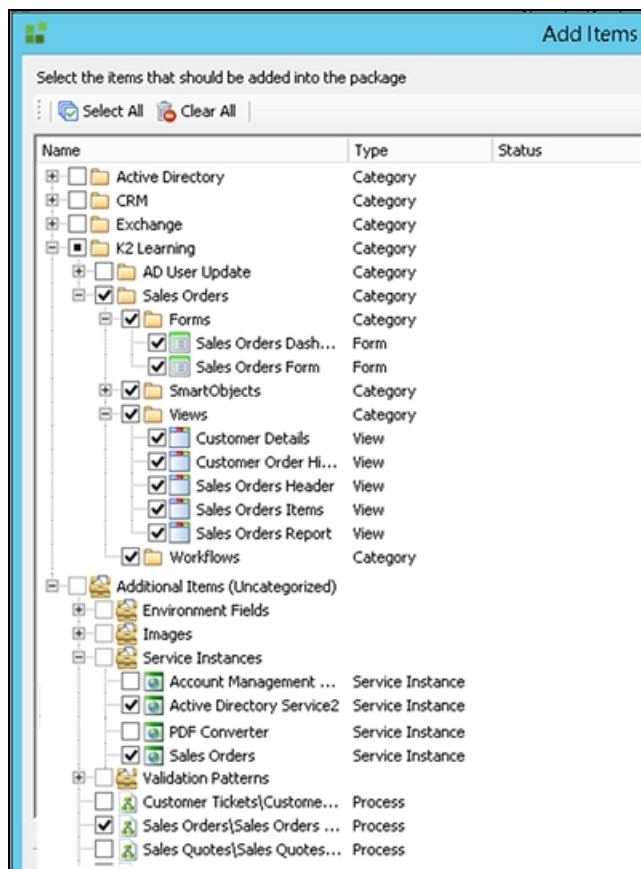 Add Items
Select the items that should be added into the package
Select All Clear All
Name Type Status
Active Directory Category
CRM Category
Exchange Category
K2 Learning Category
AD User Update Category
Sales Orders Category
Forms Category
Sales Orders Dash... Form
Sales Orders Form Form
SmartObjects Category
Views Category
Customer Details View
Customer Order Hi... View
Sales Orders Header View
Sales Orders Items View
Sales Orders Report View
Workflows Category
Additional Items (Uncategorized)
Environment Fields
Images
Service Instances
Account Management ... Service Instance
Active Directory Service2 Service Instance
PDF Converter Service Instance
Sales Orders Service Instance
Validation Patterns
Customer Tickets\Custome... Process
Sales Orders\Sales Orders ... Process
Sales Quotes\Sales Quotes... Process